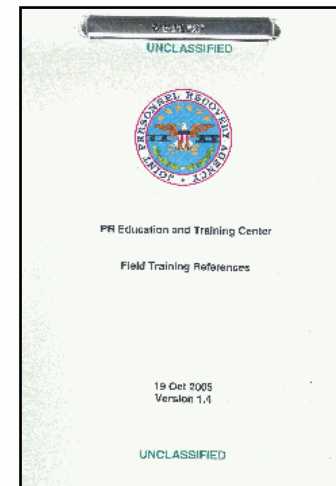 UNCLASSIFIED
JOINT PERSONNEL RECOVERY AGENCY
PR Education and Training Center
Field Training References
19 Oct 2005
Version 1.4
UNCLASSIFIED